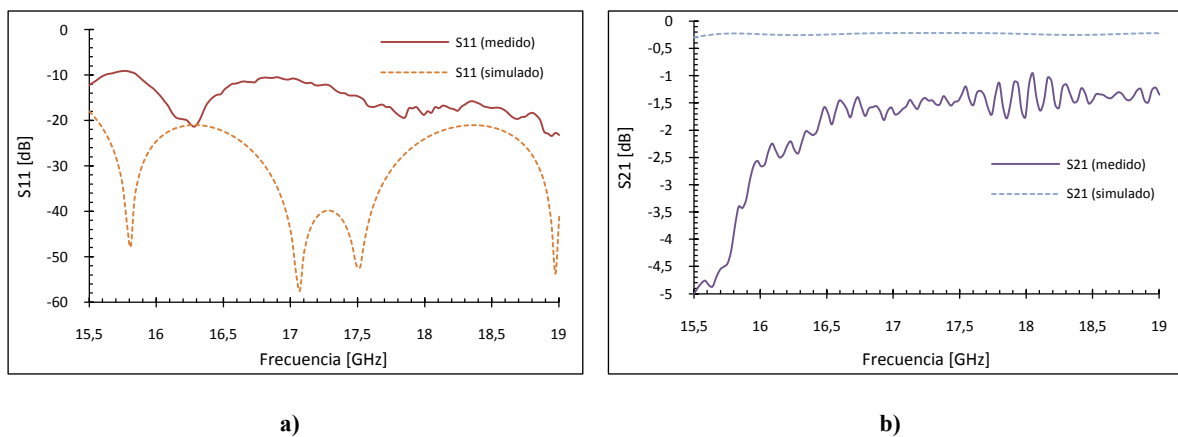 0
-10
-20
-30
-40
-50
-60
S11 [dB]
S11 (medido)
S11 (simulado)
15,5 16 16,5 17 17,5 18 18,5 19
Frecuencia [GHz]
a)
0
-0,5
-1
-1,5
-2
-2,5
-3
-3,5
-4
-4,5
-5
S21 [dB]
S21 (medido)
S21 (simulado)
15,5 16 16,5 17 17,5 18 18,5 19
Frecuencia [GHz]
b)